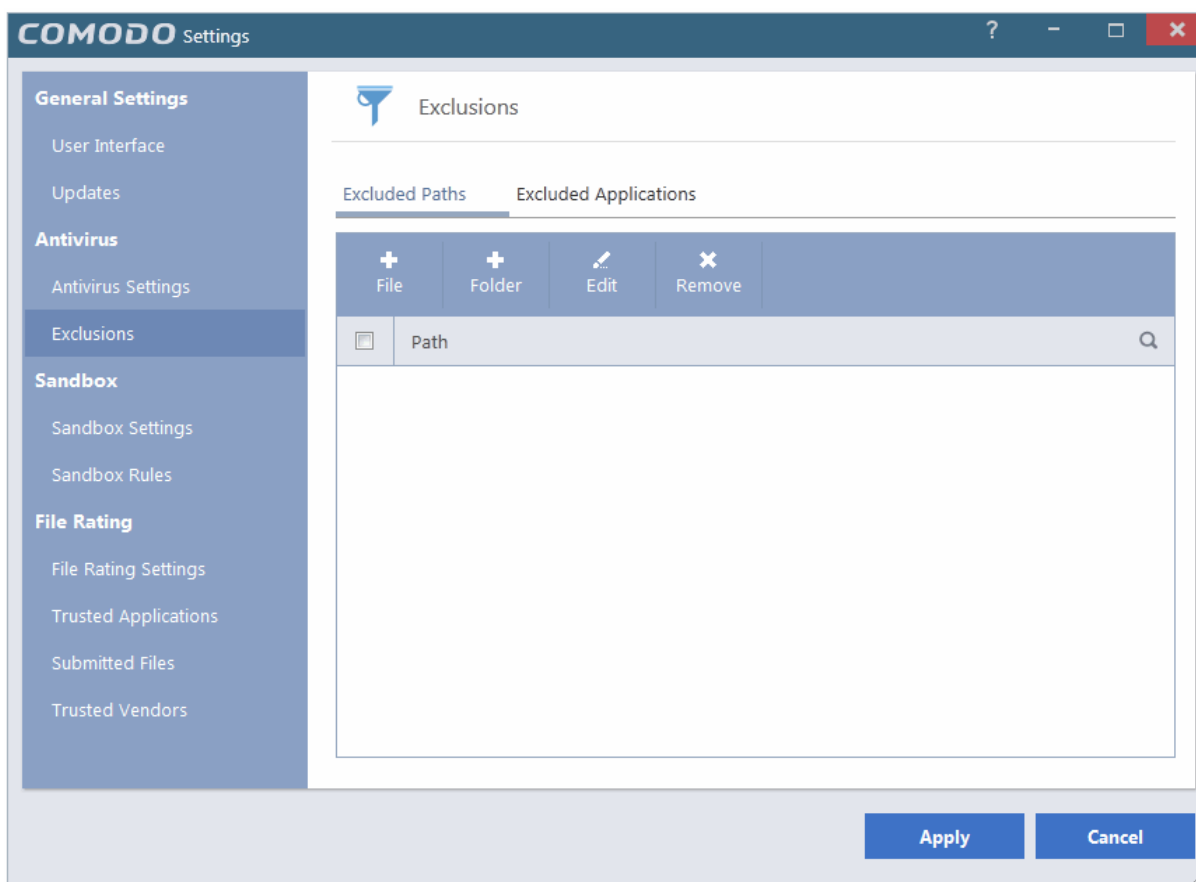 COMODO Settings
?
General Settings
User Interface
Updates
Antivirus
Antivirus Settings
Exclusions
Sandbox
Sandbox Settings
Sandbox Rules
File Rating
File Rating Settings
Trusted Applications
Submitted Files
Trusted Vendors
Exclusions
Excluded Paths Excluded Applications
File Folder Edit Remove
Path
Apply Cancel